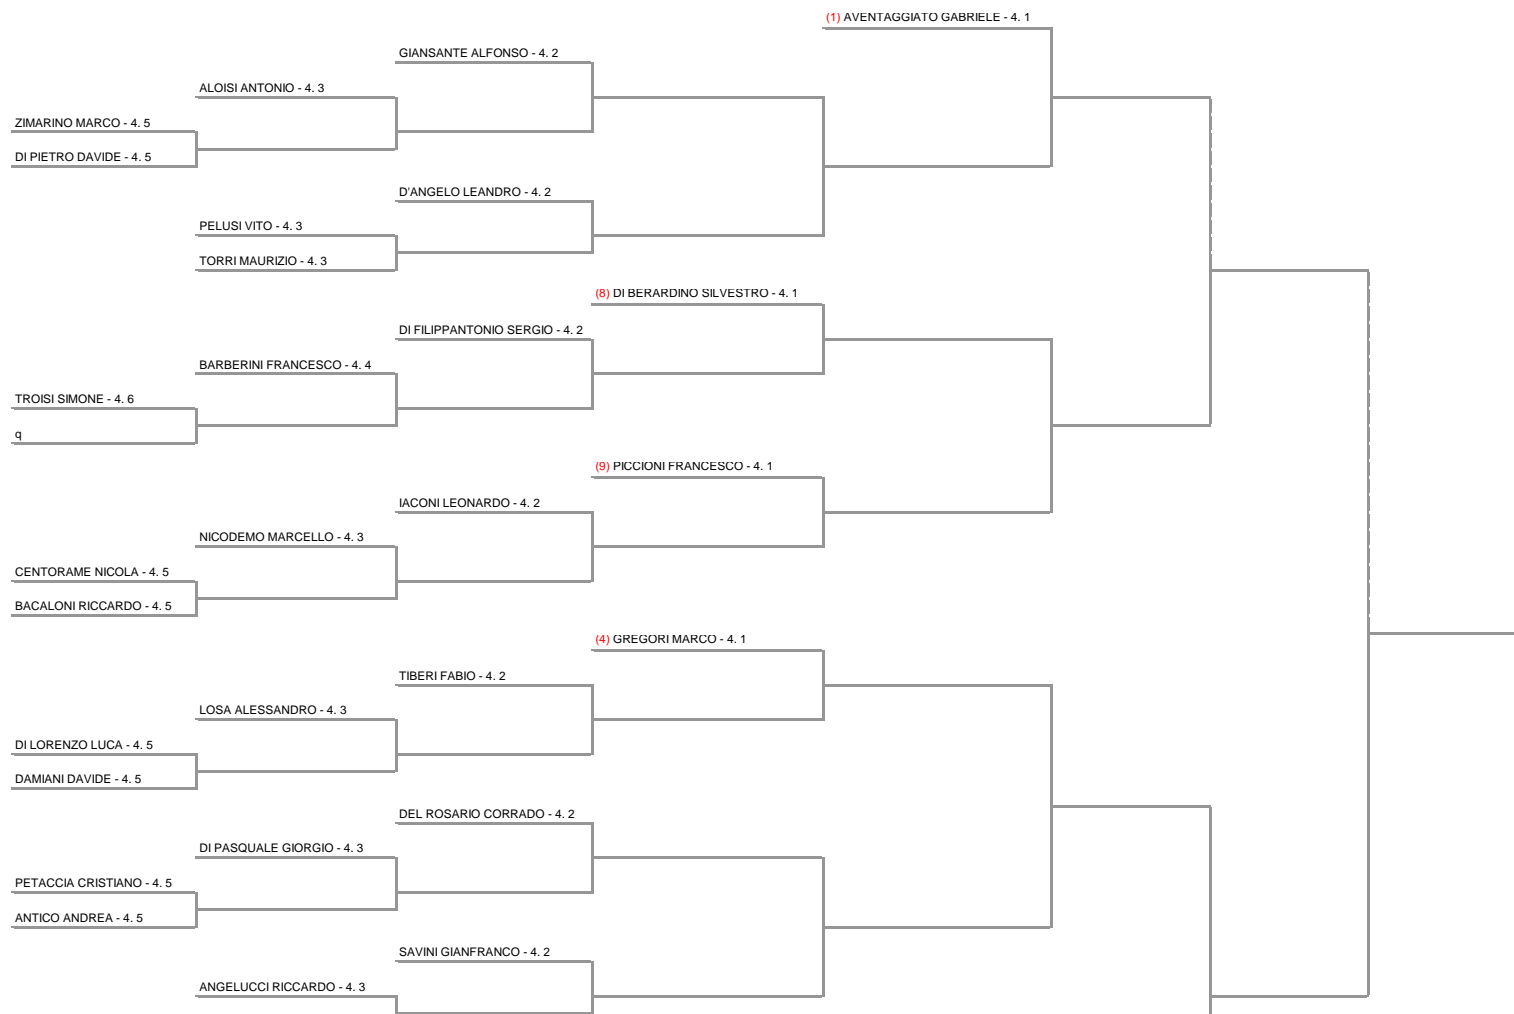 (1) AVENTAGGIATO GABRIELE - 4. 1
GIANSANTE ALFONSO - 4. 2
ALOISI ANTONIO - 4. 3
ZIMARINO MARCO - 4. 5
DI PIETRO DAVIDE - 4. 5
D'ANGELO LEANDRO - 4. 2
PELUSI VITO - 4. 3
TORRI MAURIZIO - 4. 3
(8) DI BERARDINO SILVESTRO - 4. 1
DI FILIPPANTONIO SERGIO - 4. 2
BARBERINI FRANCESCO - 4. 4
TROISI SIMONE - 4. 6
q
(9) PICCIONI FRANCESCO - 4. 1
IACONI LEONARDO - 4. 2
NICODEMO MARCELLO - 4. 3
CENTORAME NICOLA - 4. 5
BACALONI RICCARDO - 4. 5
(4) GREGORI MARCO - 4. 1
TIBERI FABIO - 4. 2
LOSA ALESSANDRO - 4. 3
DI LORENZO LUCA - 4. 5
DAMIANI DAVIDE - 4. 5
DEL ROSARIO CORRADO - 4. 2
DI PASQUALE GIORGIO - 4. 3
PETACCIA CRISTIANO - 4. 5
ANTICO ANDREA - 4. 5
SAVINI GIANFRANCO - 4. 2
ANGELUCCI RICCARDO - 4. 3